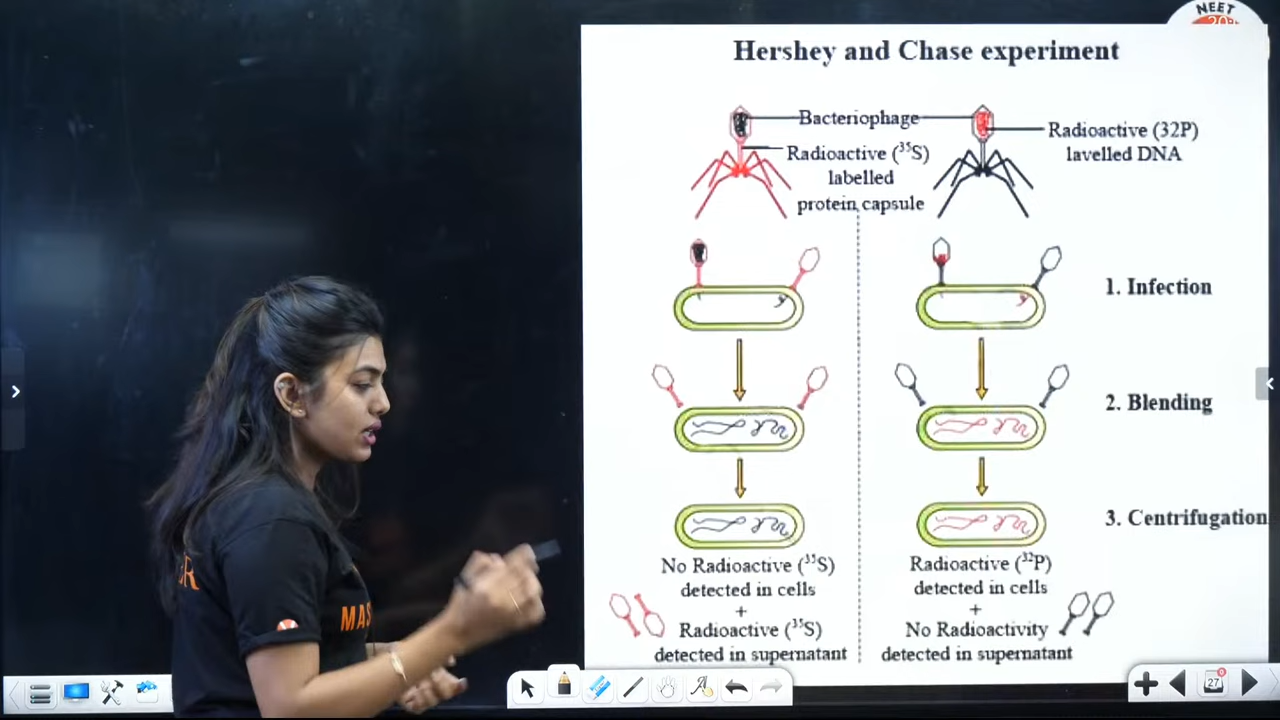 NEET
Hershey and Chase experiment
Bacteriophage
Radioactive (³⁵S)
labelled
protein capsule
Radioactive (32P)
lavelled DNA
1. Infection
2. Blending
3. Centrifugation
No Radioactive (³⁵S)
detected in cells
+
Radioactive (³⁵S)
detected in supernatant
Radioactive (³²P)
detected in cells
+
No Radioactivity
detected in supernatant
MAS
27